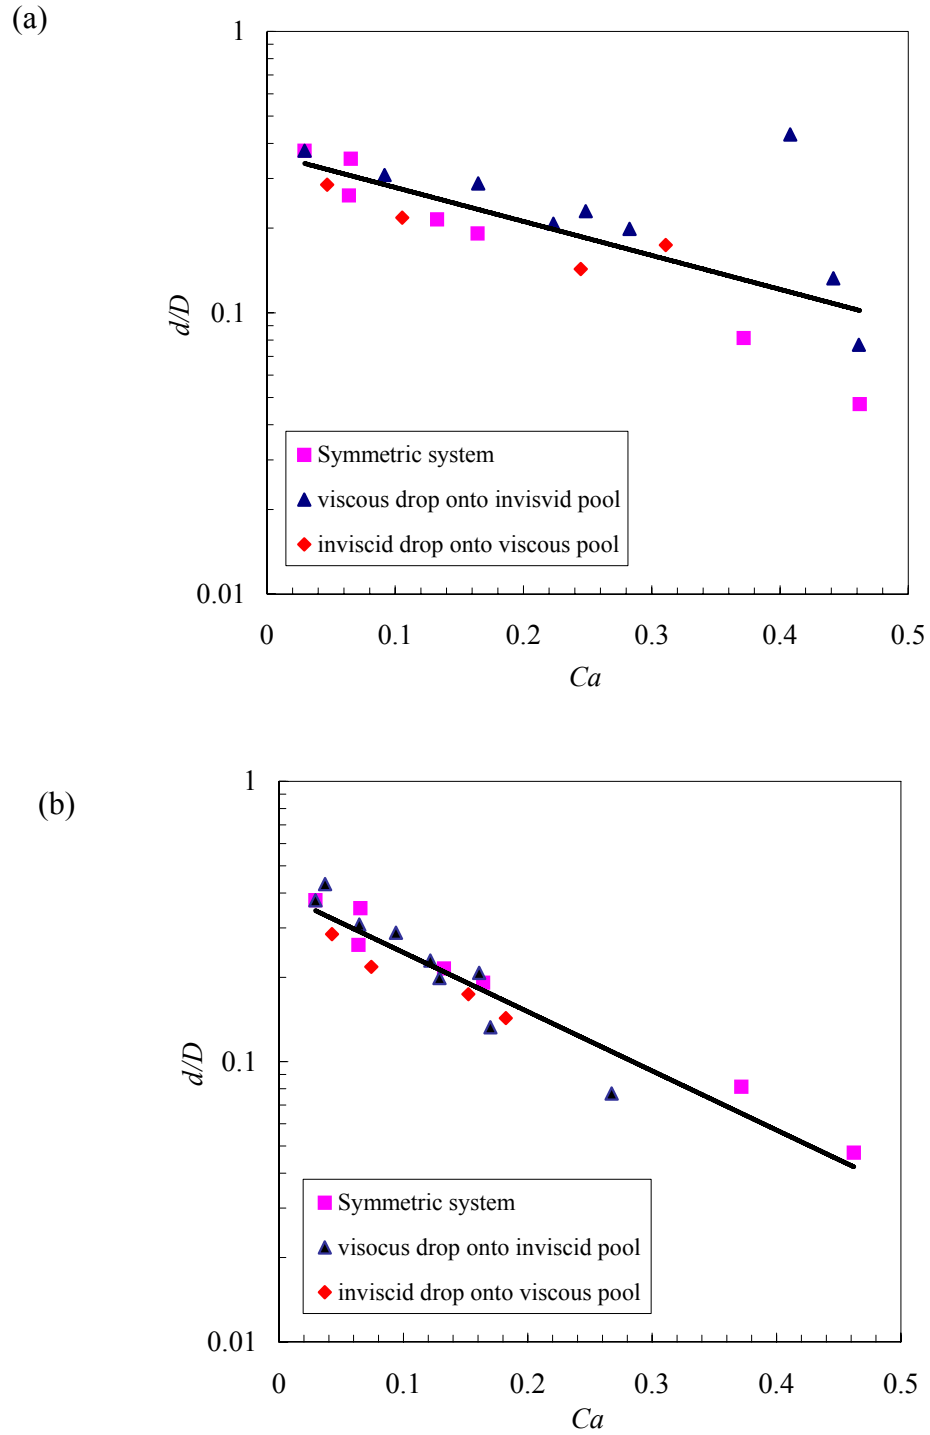 (a)
1
0.1
0.01
d/D
0
0.1
0.2
0.3
0.4
0.5
Ca
Symmetric system
viscous drop onto invisvid pool
inviscid drop onto viscous pool
(b)
1
0.1
0.01
d/D
0
0.1
0.2
0.3
0.4
0.5
Ca
Symmetric system
visocus drop onto inviscid pool
inviscid drop onto viscous pool